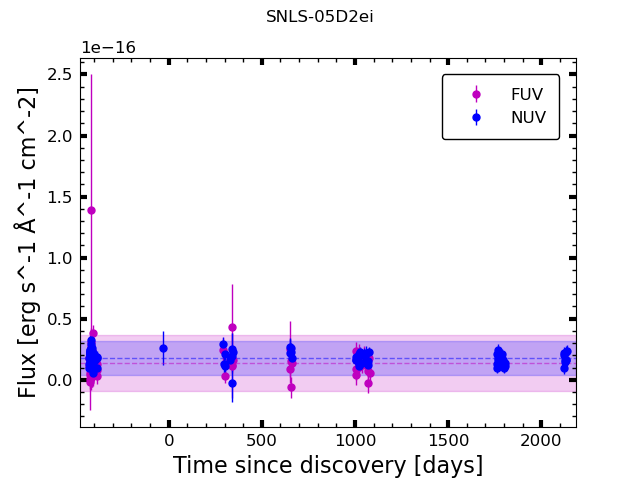 SNLS-05D2ei
1e−16
FUV
NUV
2.5
2.0
1.5
1.0
0.5
0.0
Flux [erg s^-1 Å^-1 cm^-2]
0 500 1000 1500 2000
Time since discovery [days]